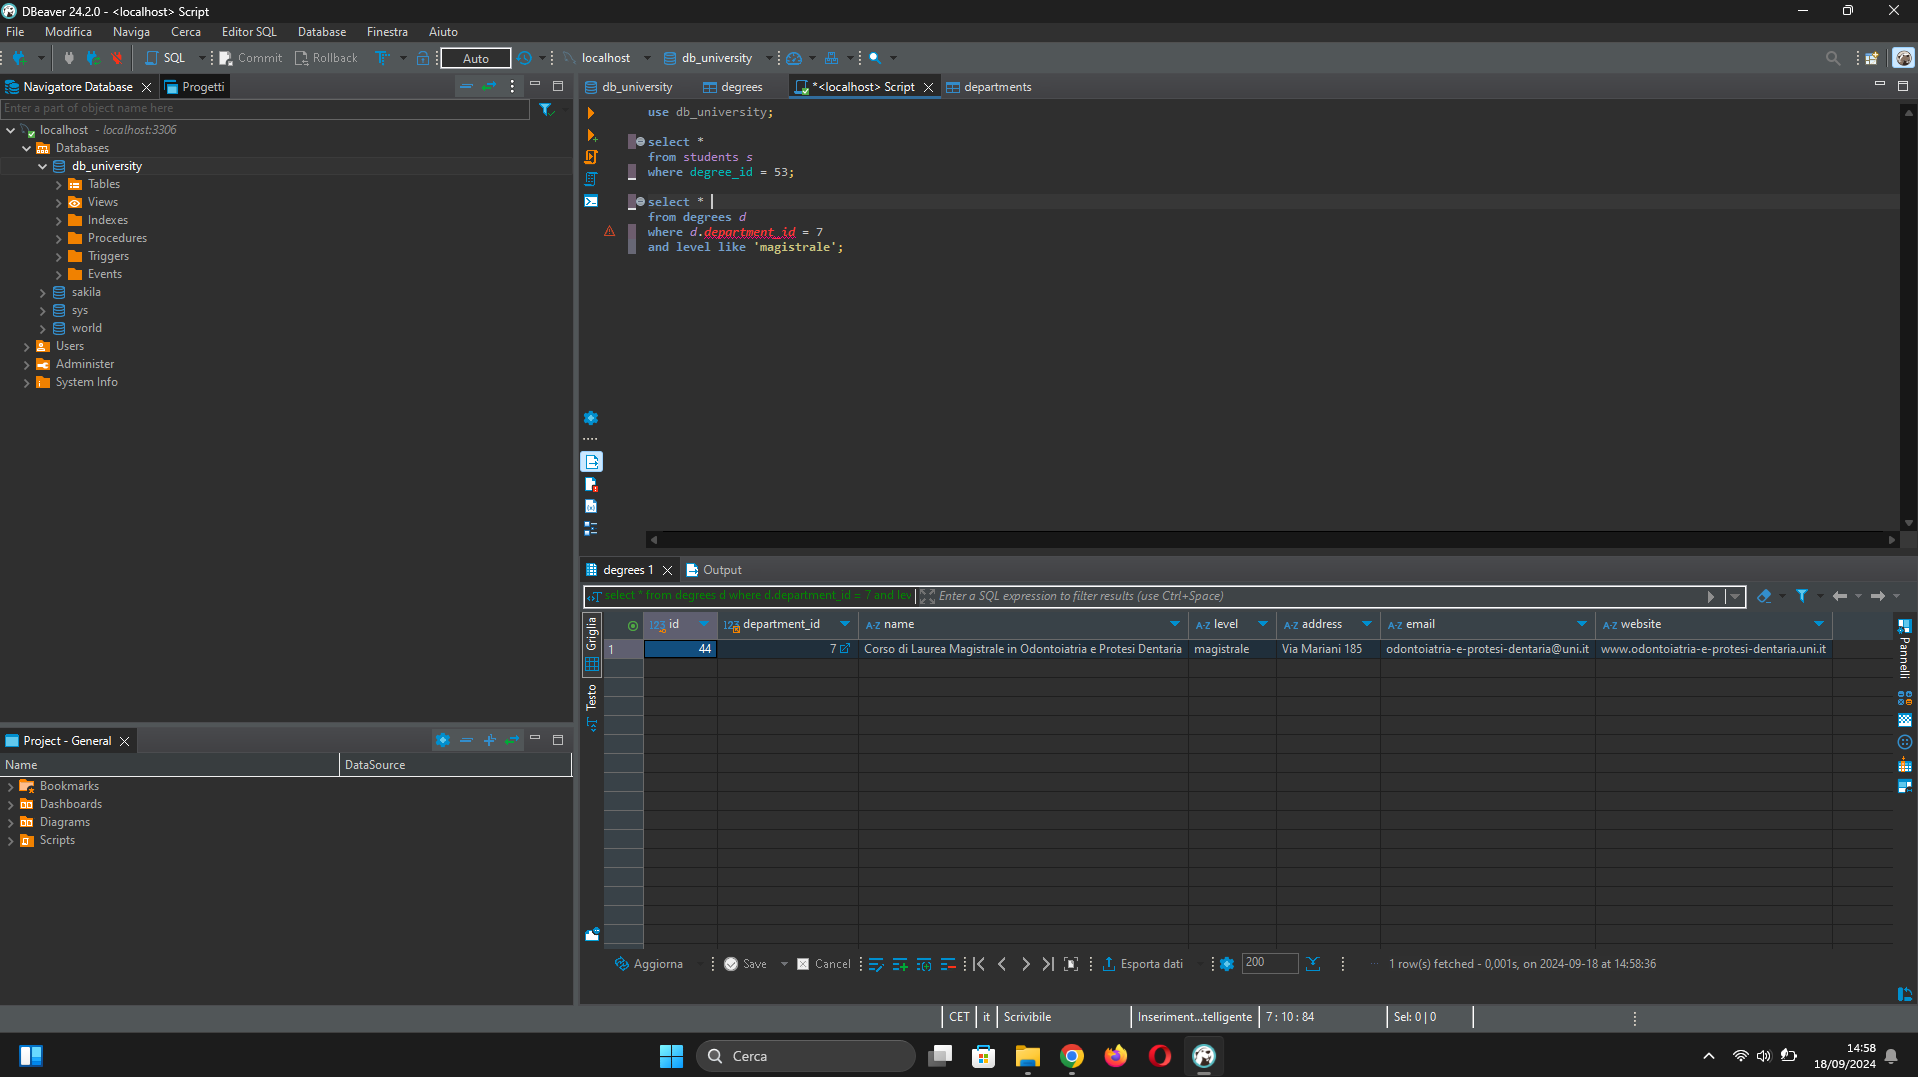 DBeaver 24.2.0 - <localhost> Script
File Modifica Naviga Cerca Editor SQL Database Finestra Aiuto
SQL Commit Rollback Auto localhost db_university
Navigatore Database Progetti
Enter a part of object name here
localhost - localhost:3306
Databases
db_university
Tables
Views
Indexes
Procedures
Triggers
Events
sakila
sys
world
Users
Administer
System Info
Project - General
Name DataSource
Bookmarks
Dashboards
Diagrams
Scripts
db_university degrees *<localhost> Script departments
use db_university;
select *
from students s
where degree_id = 53;
select *
from degrees d
where d.department_id = 7
and level like 'magistrale';
degrees 1 Output
select * from degrees d where d.department_id = 7 and lev Enter a SQL expression to filter results (use Ctrl+Space)
Griglia
Testo
Pannelli
123 id 123 department_id A-Z name A-Z level A-Z address A-Z email A-Z website
1 44 7 Corso di Laurea Magistrale in Odontoiatria e Protesi Dentaria magistrale Via Mariani 185 odontoiatria-e-protesi-dentaria@uni.it www.odontoiatria-e-protesi-dentaria.uni.it
Aggiorna Save Cancel Esporta dati 200 1 row(s) fetched - 0,001s, on 2024-09-18 at 14:58:36
CET it Scrivibile Inseriment...telligente 7 : 10 : 84 Sel: 0 | 0
Cerca
14:58
18/09/2024